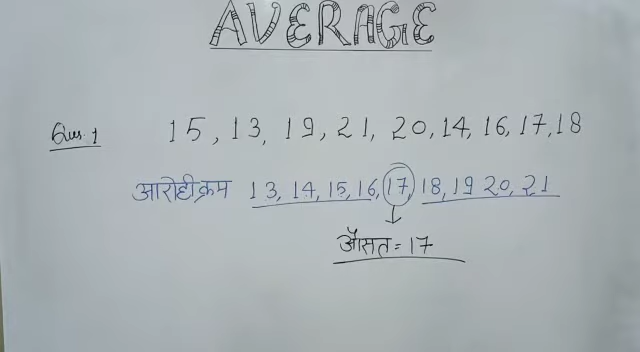 AVERAGE
Qus. 1 15, 13, 19, 21, 20, 14, 16, 17, 18
आरोहीक्रम 13, 14, 15, 16, 17, 18, 19 20, 21
औसत = 17